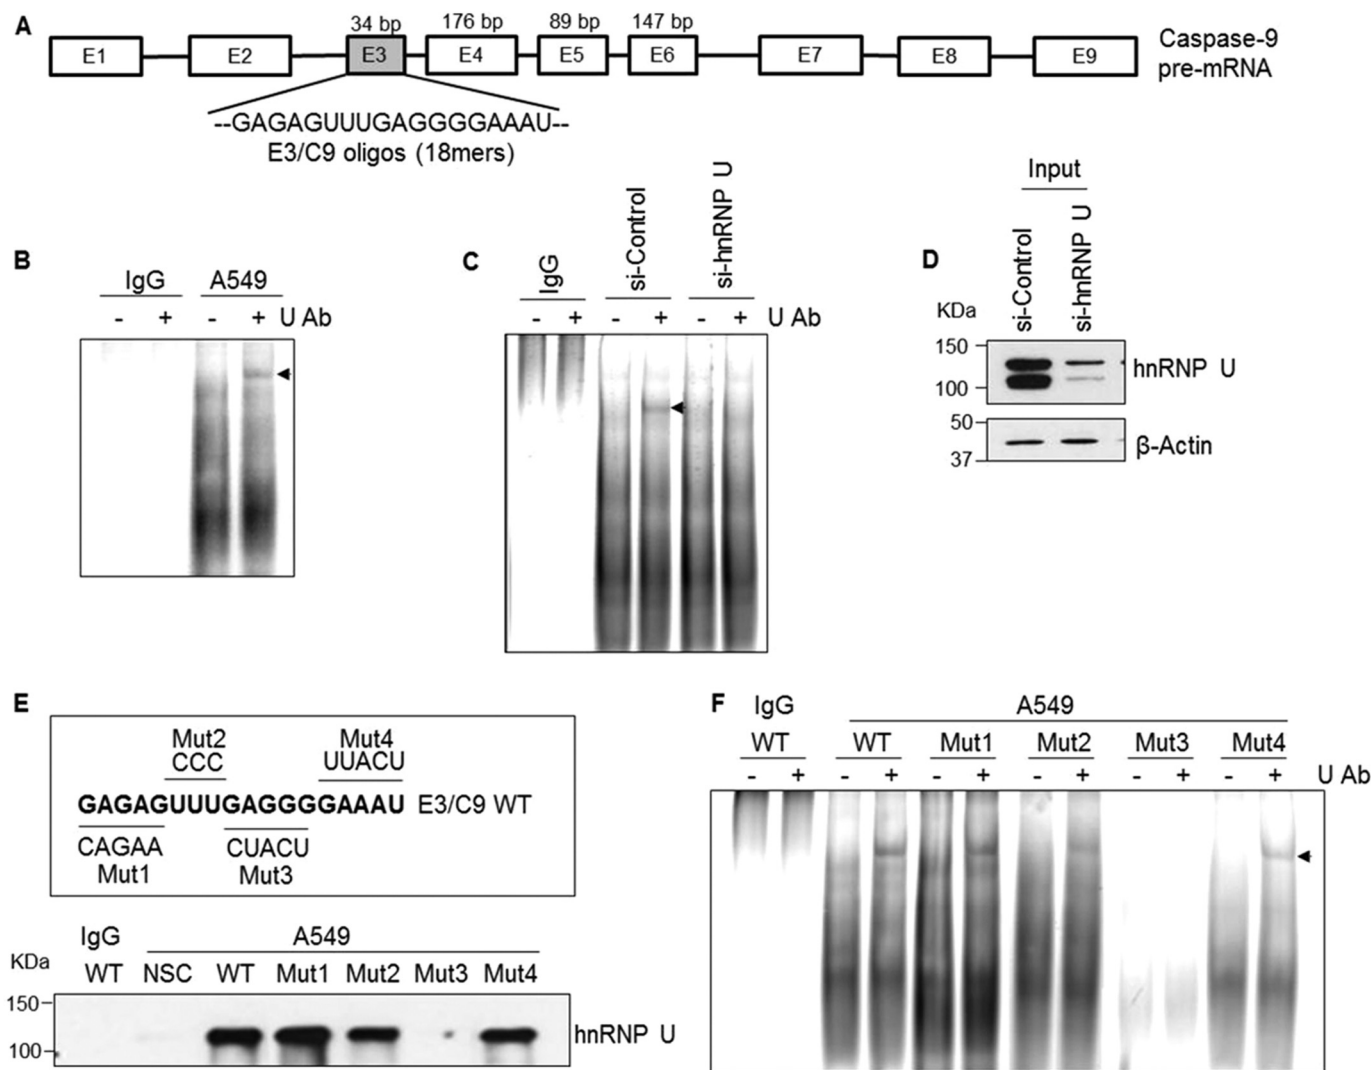 A
34 bp 176 bp 89 bp 147 bp
E1 E2 E3 E4 E5 E6 E7 E8 E9
Caspase-9
pre-mRNA
--GAGAGUUUGAGGGGAAAU--
E3/C9 oligos (18mers)
B
IgG A549
- + - + U Ab
C
IgG si-Control si-hnRNP U
- + - + - + U Ab
D
Input
si-Control si-hnRNP U
KDa
150
100
hnRNP U
50
37
β-Actin
E
Mut2 Mut4
CCC UUACU
GAGAGUUUGAGGGGAAAU E3/C9 WT
CAGAA CUACU
Mut1 Mut3
IgG A549
KDa WT NSC WT Mut1 Mut2 Mut3 Mut4
150
100
hnRNP U
F
IgG A549
WT WT Mut1 Mut2 Mut3 Mut4
- + - + - + - + - + - + U Ab